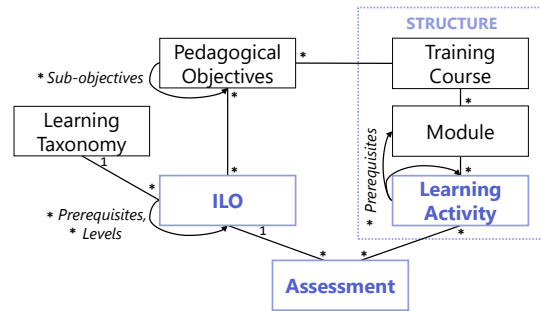 STRUCTURE
Pedagogical
Objectives
*
Training
Course
* Sub-objectives
*
*
Learning
Taxonomy
Module
Prerequisites
1
*
*
*
ILO
Learning
Activity
* Prerequisites,
* Levels
*
1
*
*
*
Assessment